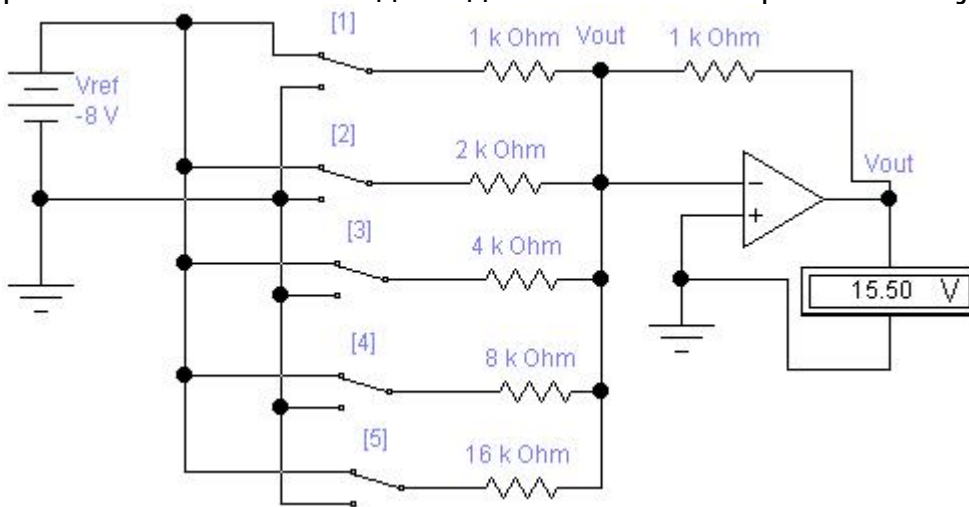 [1]
1 k Ohm Vout 1 k Ohm
Vref
-8 V
[2]
2 k Ohm
Vout
[3]
4 k Ohm
15.50 V
[4]
8 k Ohm
[5]
16 k Ohm